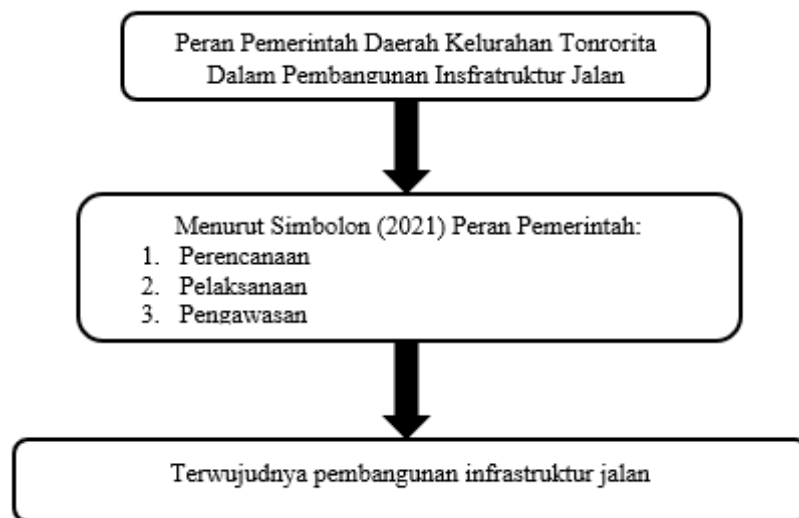 Peran Pemerintah Daerah Kelurahan Tonrorita
Dalam Pembangunan Insfratruktur Jalan
Menurut Simbolon (2021) Peran Pemerintah:
1. Perencanaan
2. Pelaksanaan
3. Pengawasan
Terwujudnya pembangunan infrastruktur jalan